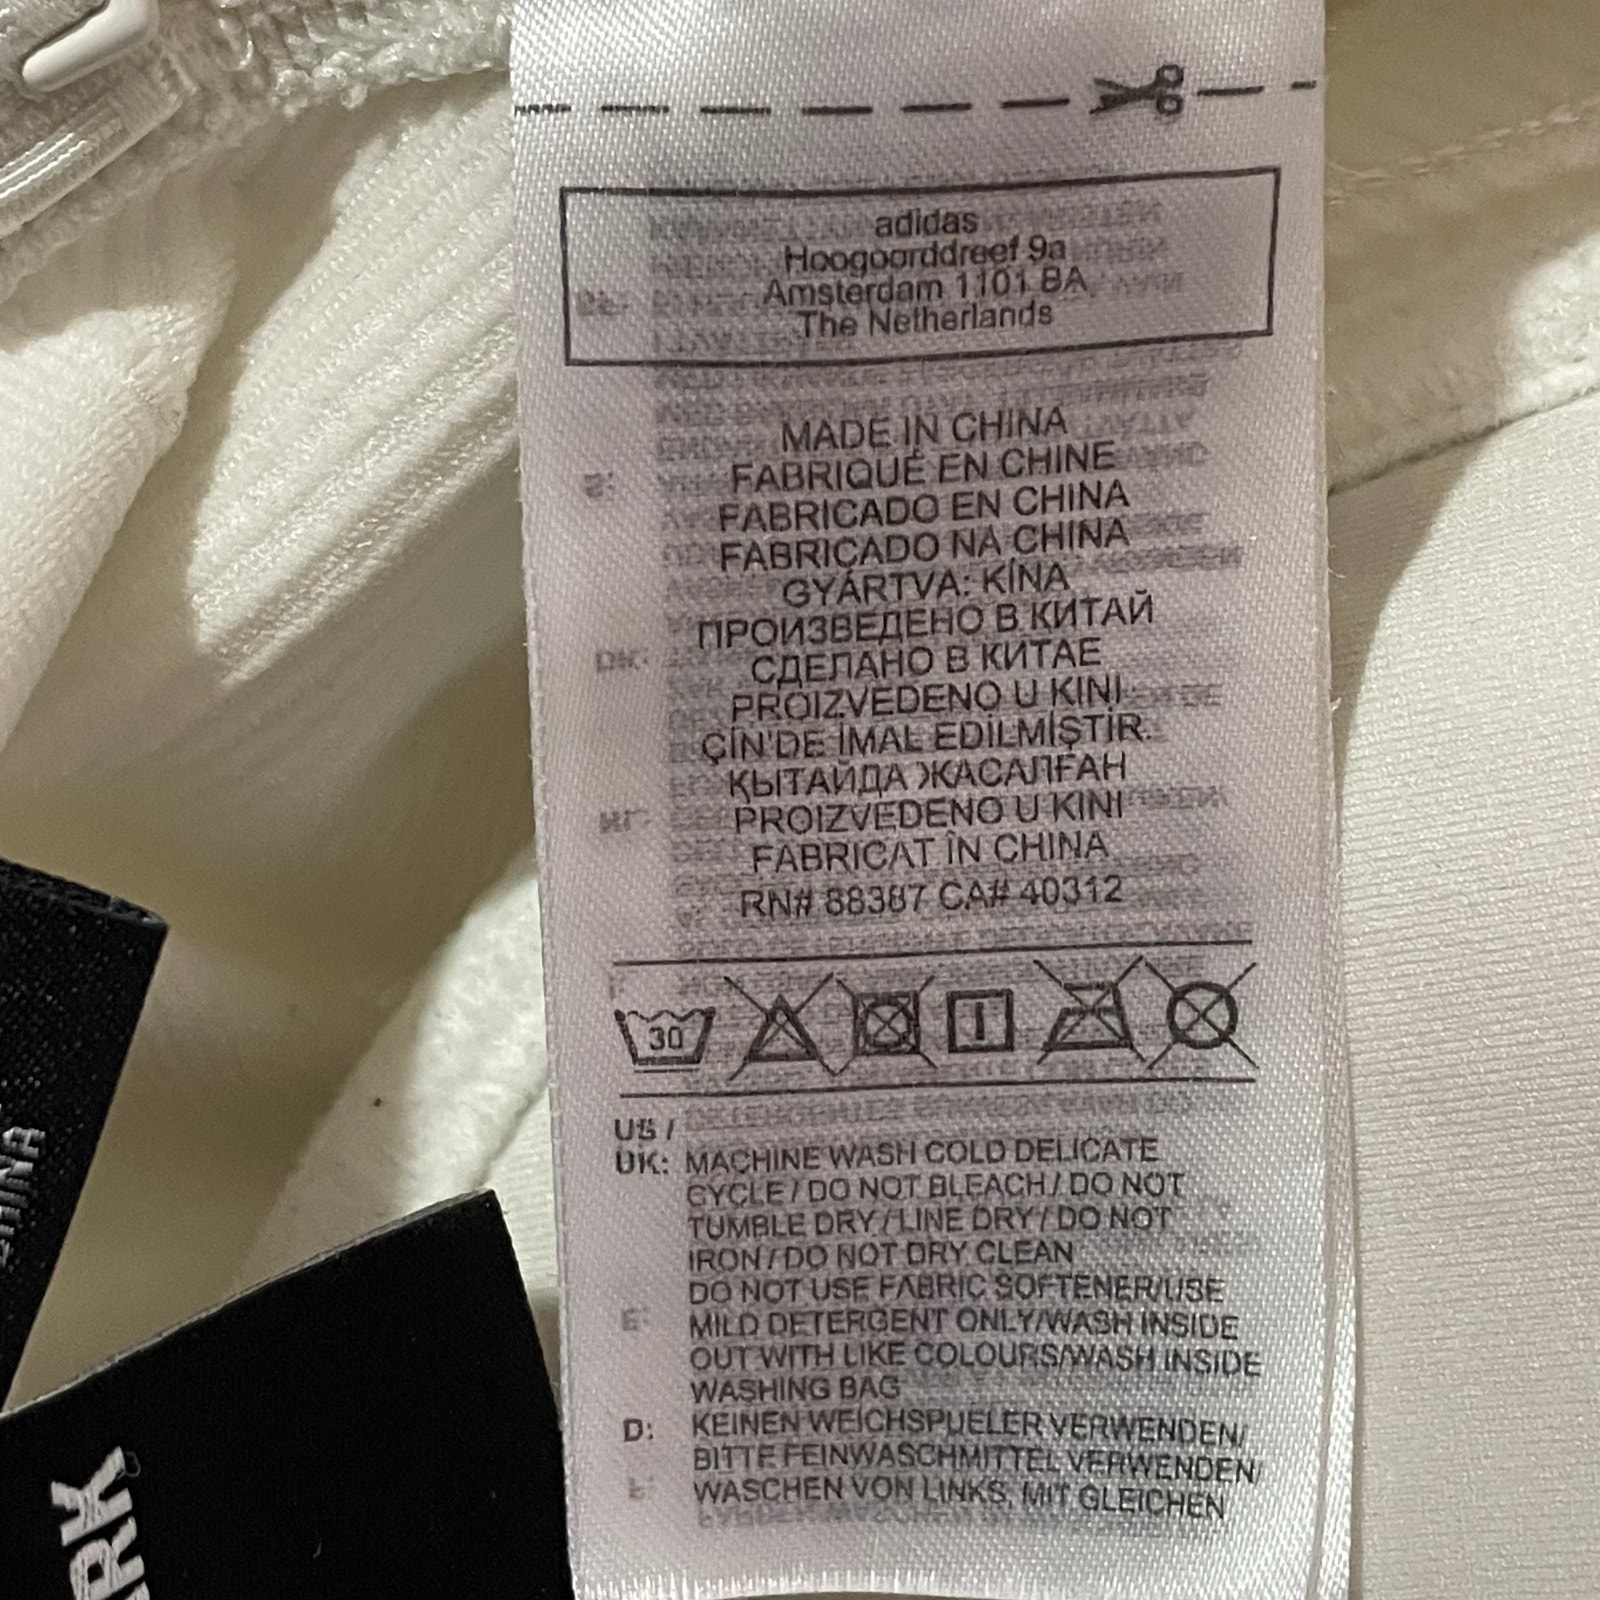 adidas
Hoogoorddreef 9a
Amsterdam 1101 BA
The Netherlands
MADE IN CHINA
FABRIQUÉ EN CHINE
FABRICADO EN CHINA
FABRICADO NA CHINA
GYÁRTVA: KÍNA
ПРОИЗВЕДЕНО В КИТАЙ
СДЕЛАНО В КИТАЕ
PROIZVEDENO U KINI
ÇİN'DE İMAL EDİLMİŞTİR.
ҚЫТАЙДА ЖАСАЛҒАН
PROIZVEDENO U KINI
FABRICAT ÎN CHINA
RN# 88387 CA# 40312
30
US /
UK: MACHINE WASH COLD DELICATE
CYCLE / DO NOT BLEACH / DO NOT
TUMBLE DRY / LINE DRY / DO NOT
IRON / DO NOT DRY CLEAN
DO NOT USE FABRIC SOFTENER/USE
MILD DETERGENT ONLY/WASH INSIDE
OUT WITH LIKE COLOURS/WASH INSIDE
WASHING BAG
D: KEINEN WEICHSPUELER VERWENDEN/
BITTE FEINWASCHMITTEL VERWENDEN/
WASCHEN VON LINKS, MIT GLEICHEN